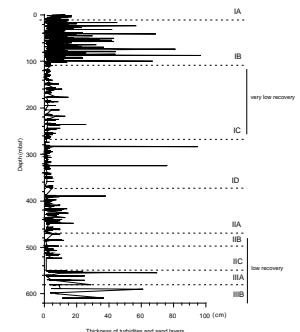 IA
0
IB
100
very low recovery
200
IC
Depth (mbsf)
300
ID
400
IIA
IIB
500
IIC
low recovery
IIIA
600
IIIB
0 20 40 60 80 100 (cm)
Thickness of turbidites and sand layers